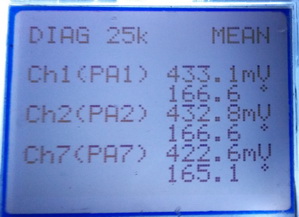 DIAG 25k MEAN
Ch1(PA1) 433.1mV
166.6 °
Ch2(PA2) 432.8mV
166.6 °
Ch7(PA7) 422.6mV
165.1 °